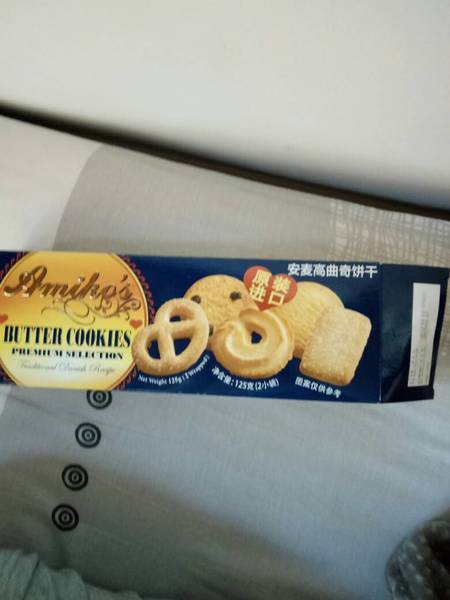 Amiho's
BUTTER COOKIES
PREMIUM SELECTION
Traditional Danish Recipe
安麦高曲奇饼干
原装
进口
Net Weight 125g (2 Wrapped)
净含量:125克(2小袋)
图案仅供参考